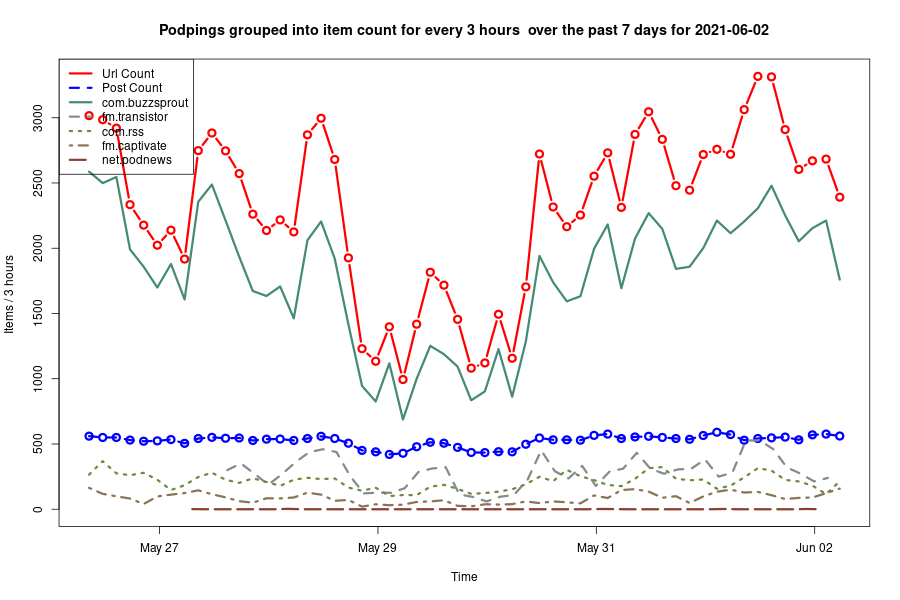 Podpings grouped into item count for every 3 hours  over the past 7 days for 2021-06-02
Url Count
Post Count
com.buzzsprout
fm.transistor
com.rss
fm.captivate
net.podnews
Items / 3 hours
3000
2500
2000
1500
1000
500
0
May 27
May 29
May 31
Jun 02
Time